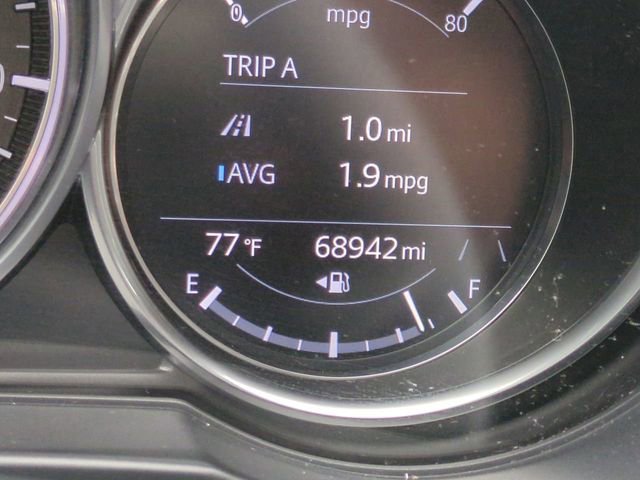 0 mpg 80
TRIP A
1.0 mi
AVG 1.9 mpg
77 °F 68942 mi
E F